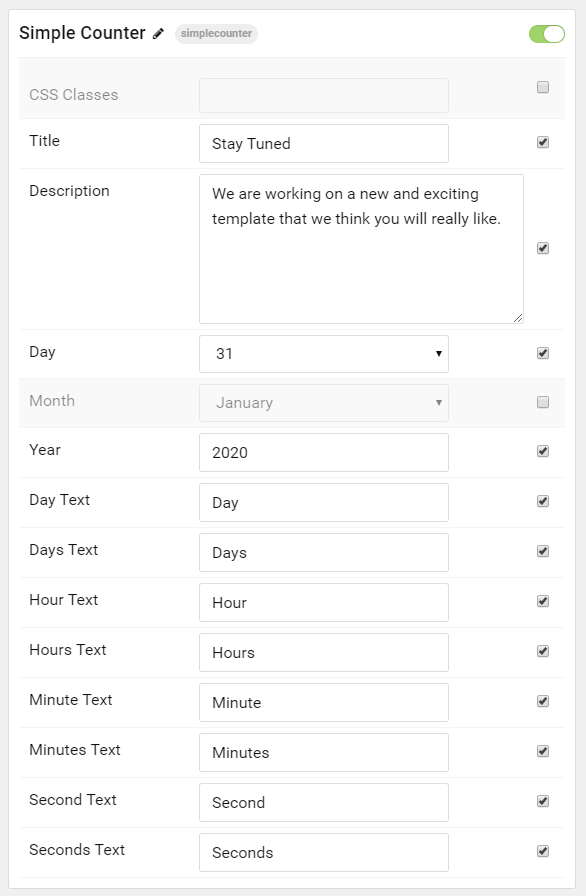 Simple Counter simplecounter
CSS Classes
Title Stay Tuned
Description We are working on a new and exciting
template that we think you will really like.
Day 31
Month January
Year 2020
Day Text Day
Days Text Days
Hour Text Hour
Hours Text Hours
Minute Text Minute
Minutes Text Minutes
Second Text Second
Seconds Text Seconds